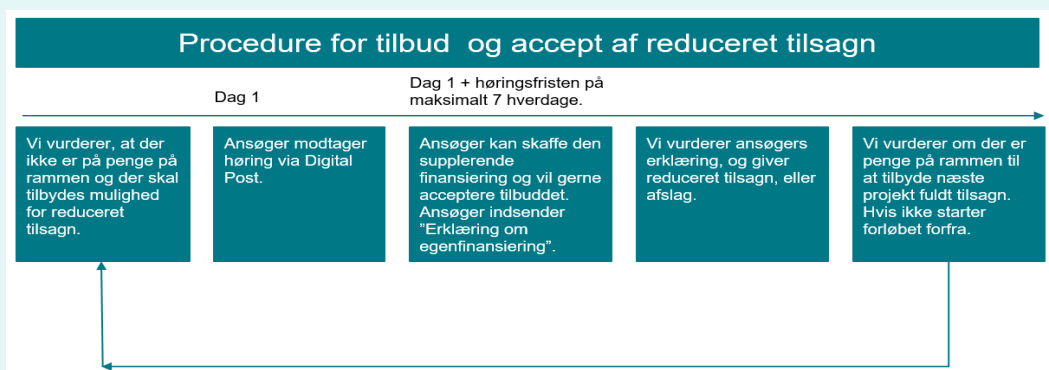 Procedure for tilbud og accept af reduceret tilsagn
Dag 1
Dag 1 + høringsfristen på
maksimalt 7 hverdage.
Vi vurderer, at der
ikke er på penge på
rammen og der skal
tilbydes mulighed
for reduceret
tilsagn.
Ansøger modtager
høring via Digital
Post.
Ansøger kan skaffe den
supplerende
finansiering og vil gerne
acceptere tilbuddet.
Ansøger indsender
”Erklæring om
egenfinansiering”.
Vi vurderer ansøgers
erklæring, og giver
reduceret tilsagn, eller
afslag.
Vi vurderer om der er
penge på rammen til
at tilbyde næste
projekt fuldt tilsagn.
Hvis ikke starter
forløbet forfra.